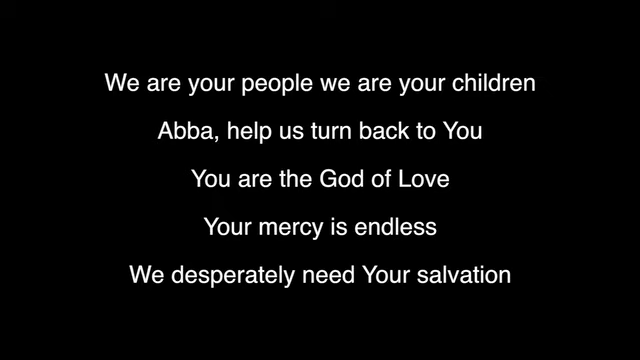 We are your people we are your children
Abba, help us turn back to You
You are the God of Love
Your mercy is endless
We desperately need Your salvation